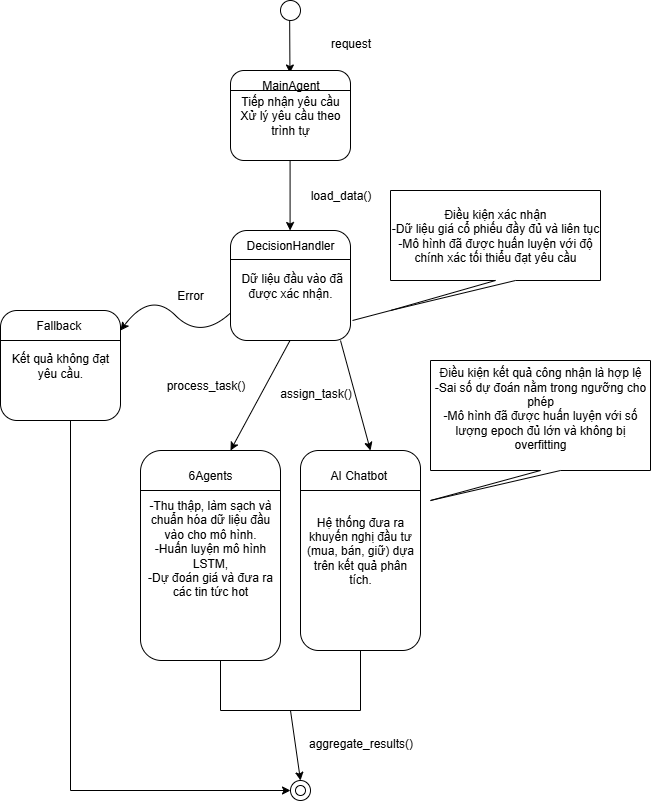 request
MainAgent
Tiếp nhận yêu cầu
Xử lý yêu cầu theo
trình tự
load_data()
Điều kiện xác nhận
-Dữ liệu giá cổ phiếu đầy đủ và liên tục
-Mô hình đã được huấn luyện với độ
chính xác tối thiểu đạt yêu cầu
DecisionHandler
Dữ liệu đầu vào đã
được xác nhận.
Error
Fallback
Kết quả không đạt
yêu cầu.
process_task()
assign_task()
Điều kiện kết quả công nhận là hợp lệ
-Sai số dự đoán nằm trong ngưỡng cho
phép
-Mô hình đã được huấn luyện với số
lượng epoch đủ lớn và không bị
overfitting
6Agents
-Thu thập, làm sạch và
chuẩn hóa dữ liệu đầu
vào cho mô hình.
-Huấn luyện mô hình
LSTM,
-Dự đoán giá và đưa ra
các tin tức hot
AI Chatbot
Hệ thống đưa ra
khuyến nghị đầu tư
(mua, bán, giữ) dựa
trên kết quả phân
tích.
aggregate_results()